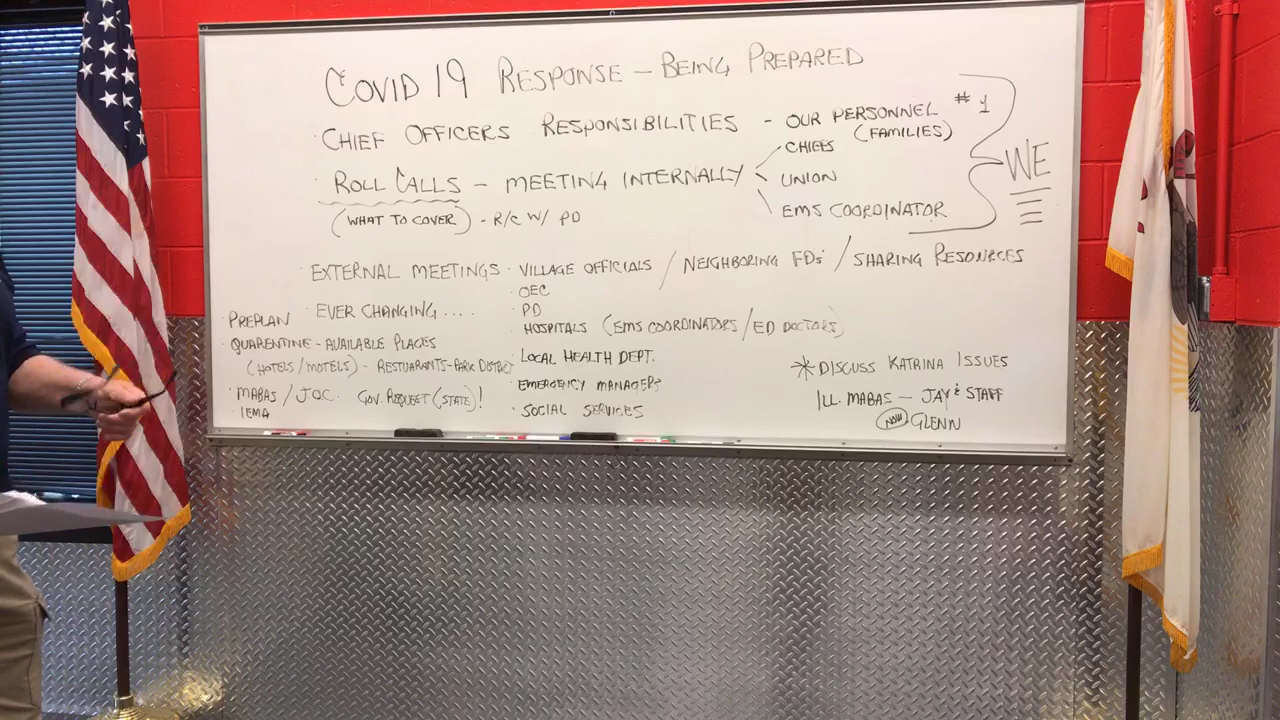 COVID 19 RESPONSE – BEING PREPARED
· CHIEF OFFICERS RESPONSIBILITIES - OUR PERSONNEL #1
(FAMILIES)
· ROLL CALLS – MEETING INTERNALLY
CHIEFS
UNION
EMS COORDINATOR
WE
(WHAT TO COVER) - R/C W/ PD
· EXTERNAL MEETINGS · VILLAGE OFFICIALS / NEIGHBORING FDs / SHARING RESOURCES
· OEC
· PD
· HOSPITALS (EMS COORDINATORS / ED DOCTORS)
· LOCAL HEALTH DEPT.
· EMERGENCY MANAGERS
· SOCIAL SERVICES
· EVER CHANGING ....
· PREPLAN
· QUARENTINE - AVAILABLE PLACES
(HOTELS/MOTELS) - RESTUARANTS - PARK DISTRICT
· MABAS / J.O.C. GOV. REQUEST (STATE)!
· IEMA
* DISCUSS KATRINA ISSUES
ILL. MABAS – JAY & STAFF
NOW GLENN